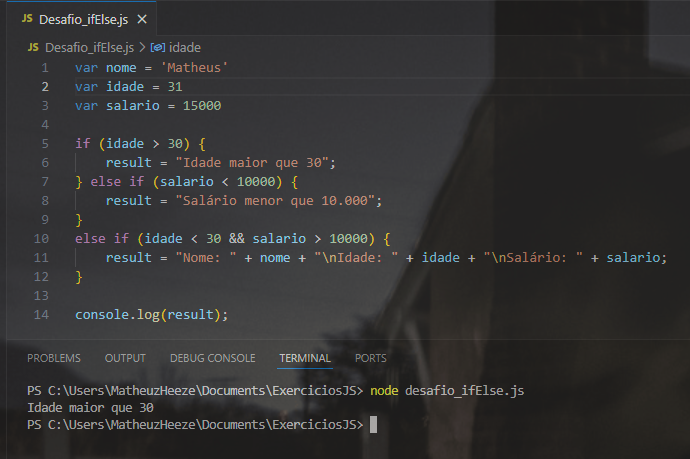 JS Desafio_ifElse.js ×
JS Desafio_ifElse.js > idade
1 var nome = 'Matheus'
2 var idade = 31
3 var salario = 15000
4
5 if (idade > 30) {
6     result = "Idade maior que 30";
7 } else if (salario < 10000) {
8     result = "Salário menor que 10.000";
9 }
10 else if (idade < 30 && salario > 10000) {
11     result = "Nome: " + nome + "\nIdade: " + idade + "\nSalário: " + salario;
12 }
13
14 console.log(result);
PROBLEMS OUTPUT DEBUG CONSOLE TERMINAL PORTS
PS C:\Users\MatheuzHeeze\Documents\ExerciciosJS> node desafio_ifElse.js
Idade maior que 30
PS C:\Users\MatheuzHeeze\Documents\ExerciciosJS>